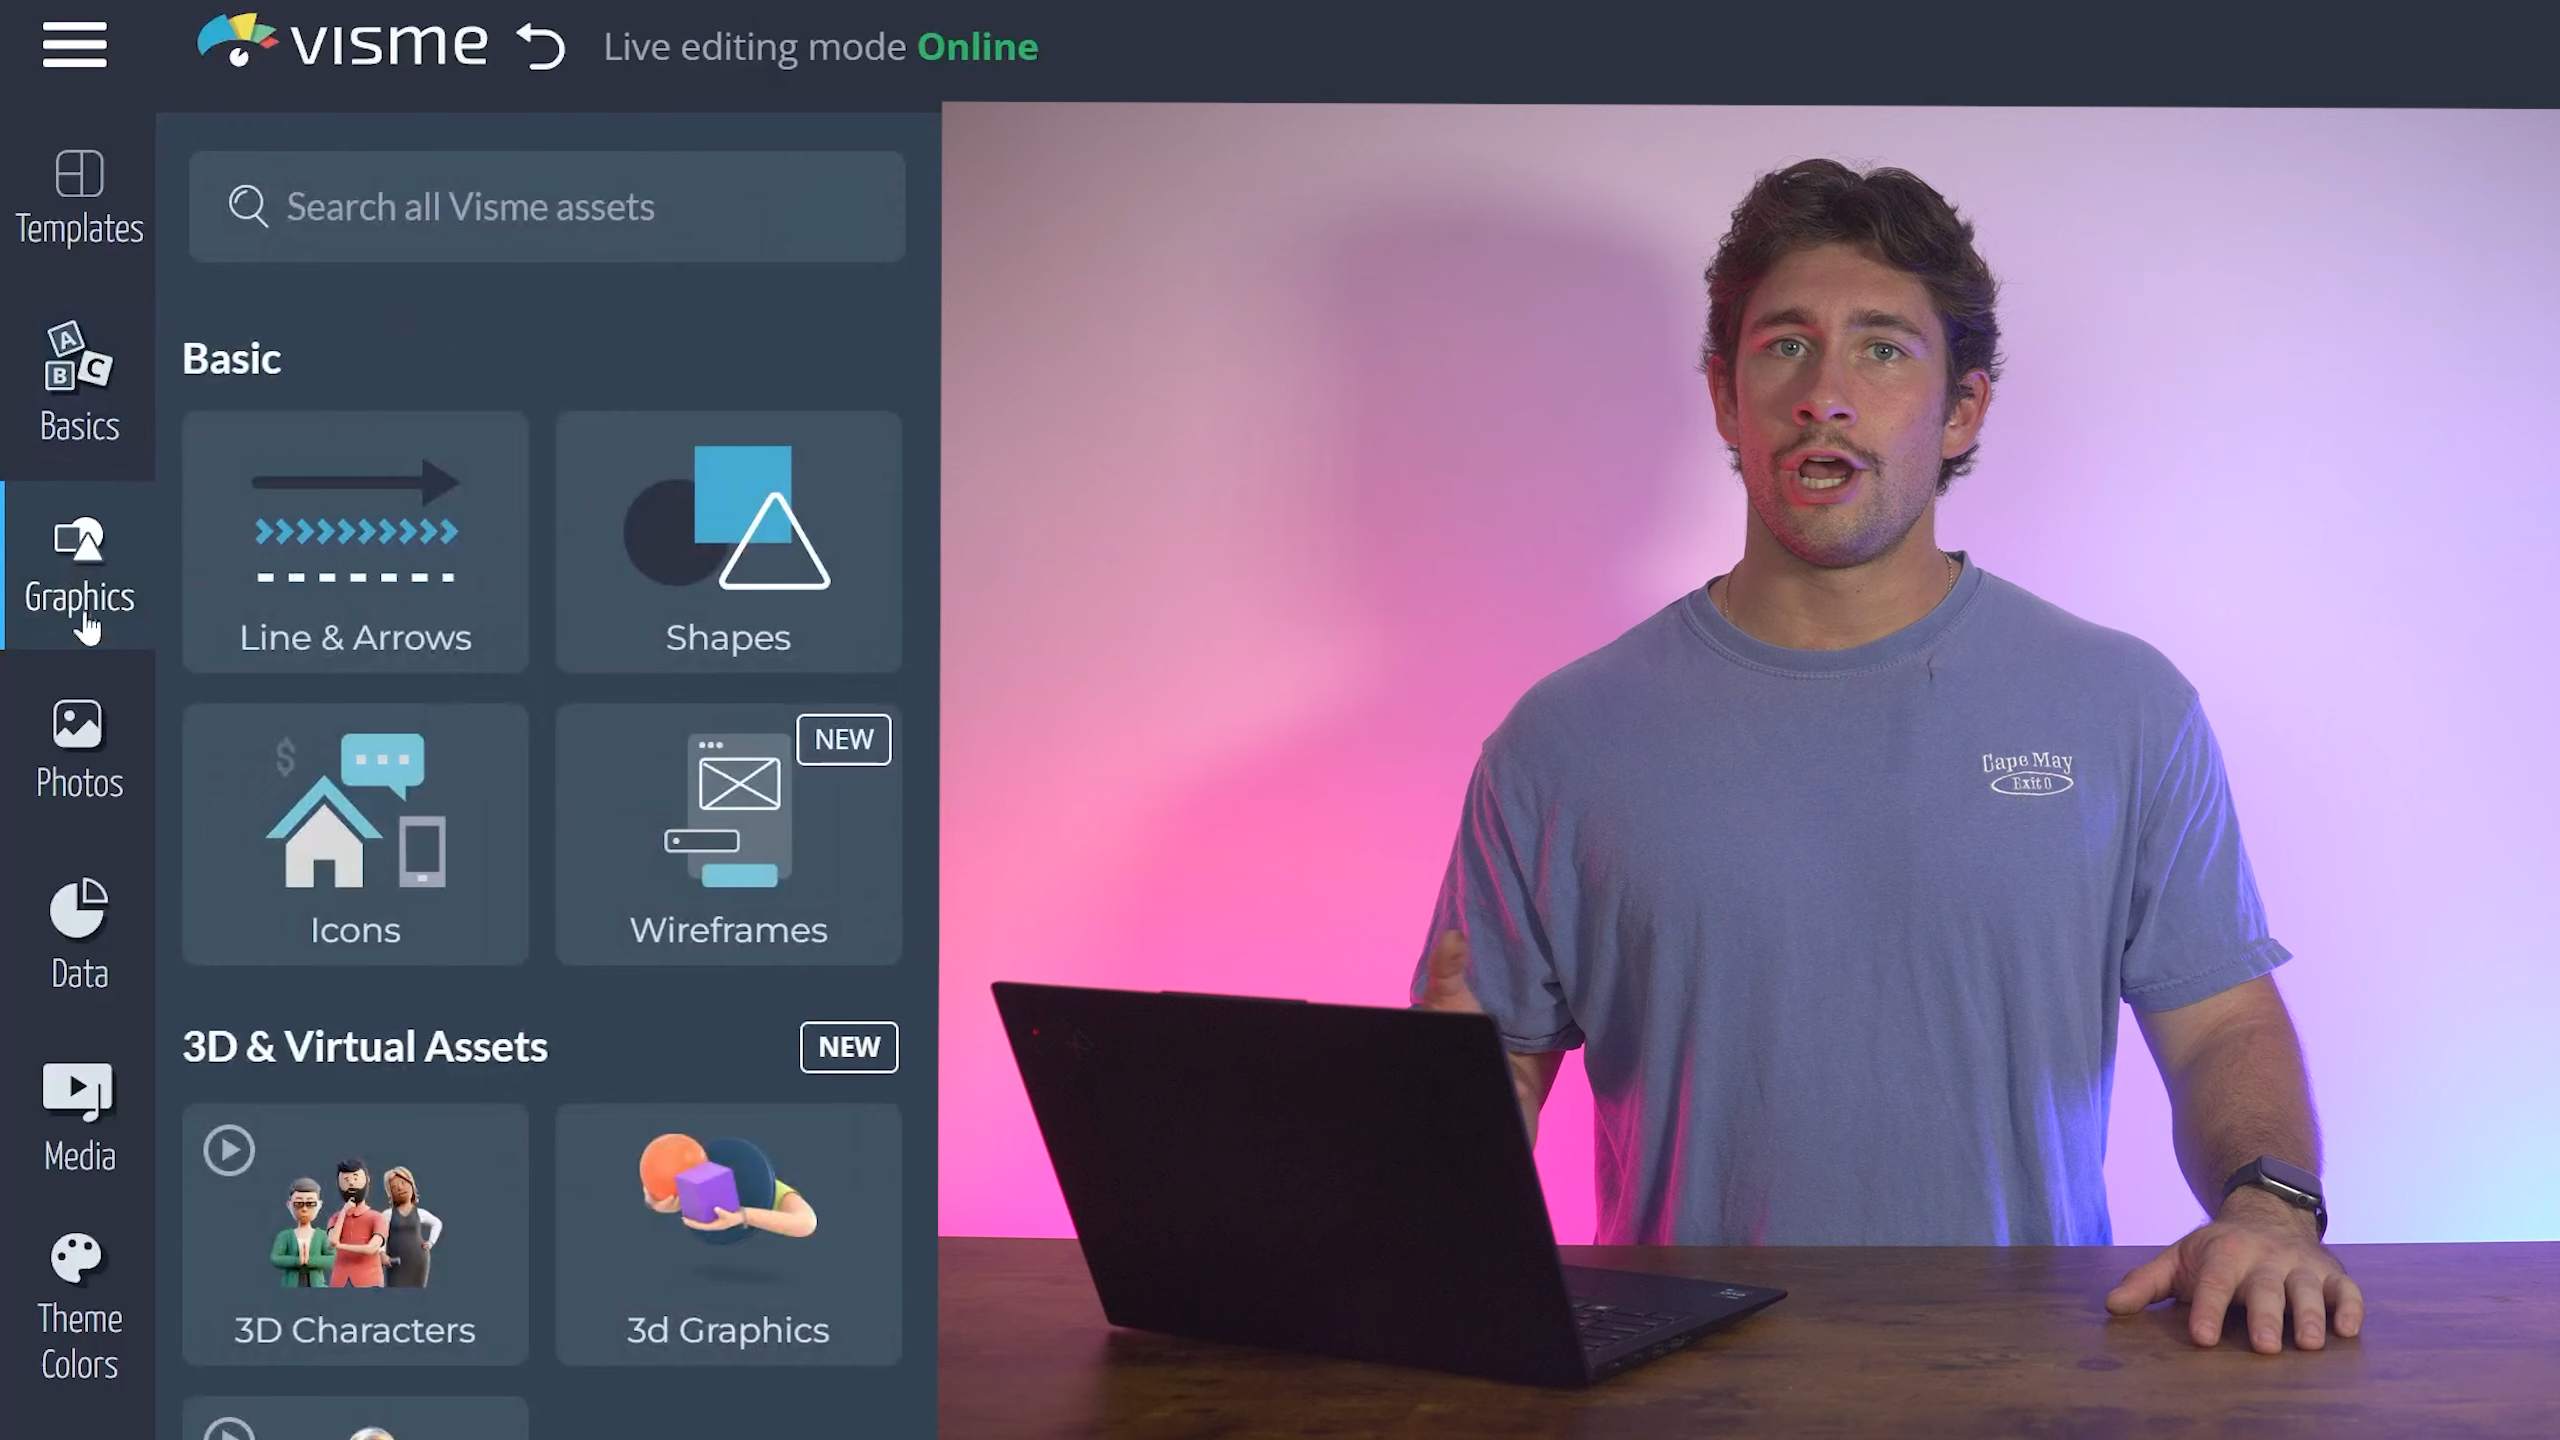 visme
Live editing mode Online
Templates
Search all Visme assets
A
B
C
Basics
Basic
Graphics
Line & Arrows
Shapes
Photos
$
NEW
Icons
Wireframes
Data
3D & Virtual Assets
NEW
Media
3D Characters
3d Graphics
Theme
Colors
Cape May
Exit 0